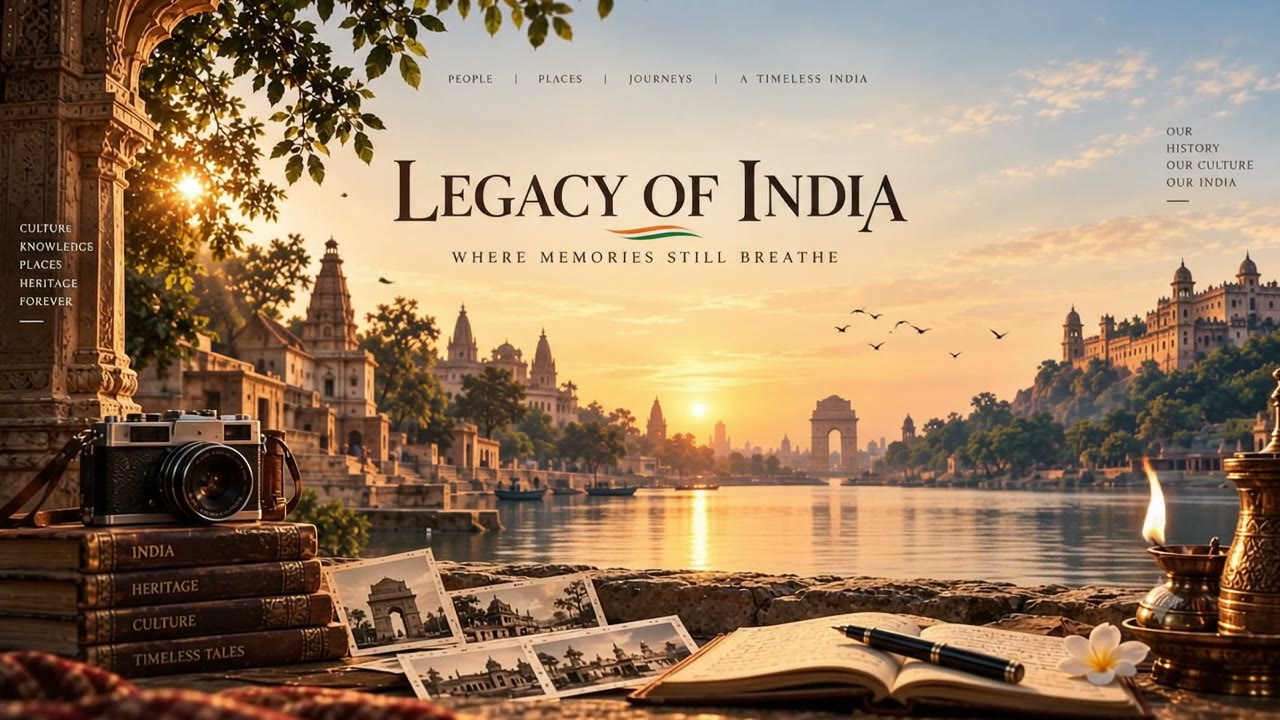 PEOPLE | PLACES | JOURNEYS | A TIMELESS INDIA
LEGACY OF INDIA
WHERE MEMORIES STILL BREATHE
OUR
HISTORY
OUR CULTURE
OUR INDIA
CULTURE
KNOWLEDGE
PLACES
HERITAGE
FOREVER
INDIA
HERITAGE
CULTURE
TIMELESS TALES